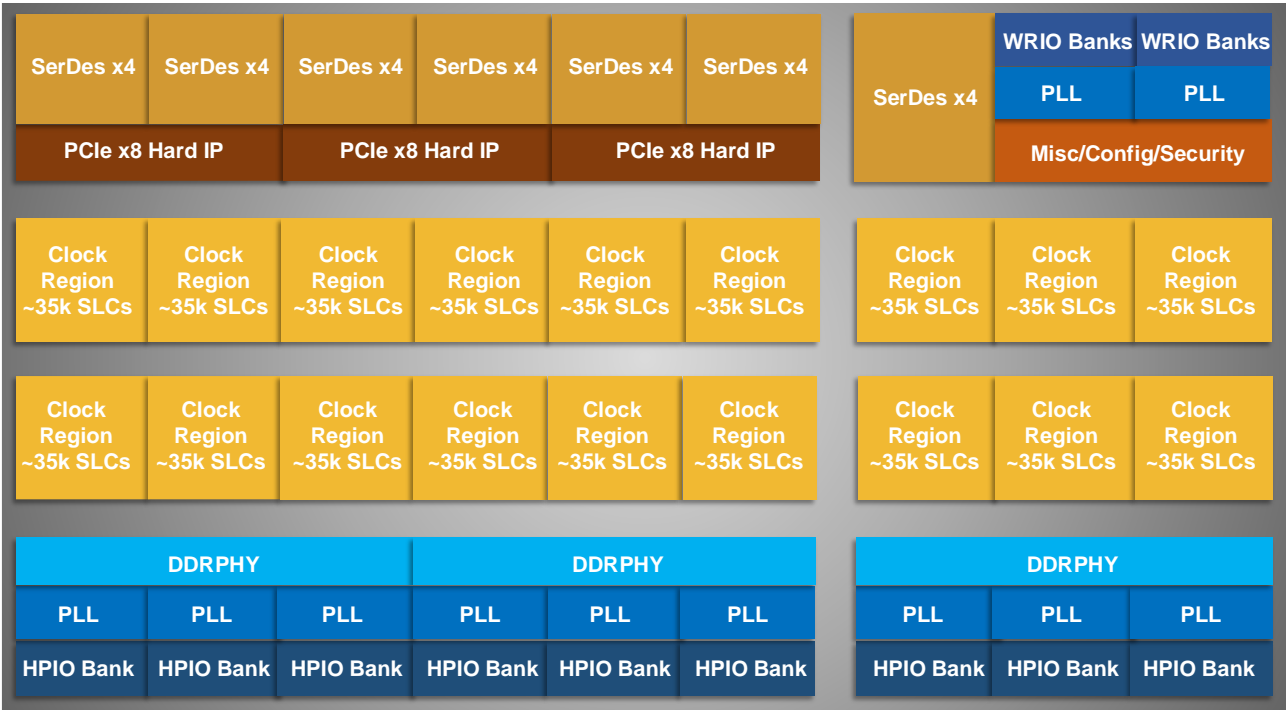 SerDes x4 SerDes x4 SerDes x4 SerDes x4 SerDes x4 SerDes x4
PCIe x8 Hard IP PCIe x8 Hard IP PCIe x8 Hard IP
SerDes x4
WRIO Banks WRIO Banks
PLL PLL
Misc/Config/Security
Clock Clock Clock Clock Clock Clock Clock Clock Clock
Region Region Region Region Region Region Region Region Region
~35k SLCs ~35k SLCs ~35k SLCs ~35k SLCs ~35k SLCs ~35k SLCs ~35k SLCs ~35k SLCs ~35k SLCs
Clock Clock Clock Clock Clock Clock Clock Clock Clock
Region Region Region Region Region Region Region Region Region
~35k SLCs ~35k SLCs ~35k SLCs ~35k SLCs ~35k SLCs ~35k SLCs ~35k SLCs ~35k SLCs ~35k SLCs
DDRPHY DDRPHY DDRPHY
PLL PLL PLL PLL PLL PLL PLL PLL PLL
HPIO Bank HPIO Bank HPIO Bank HPIO Bank HPIO Bank HPIO Bank HPIO Bank HPIO Bank HPIO Bank